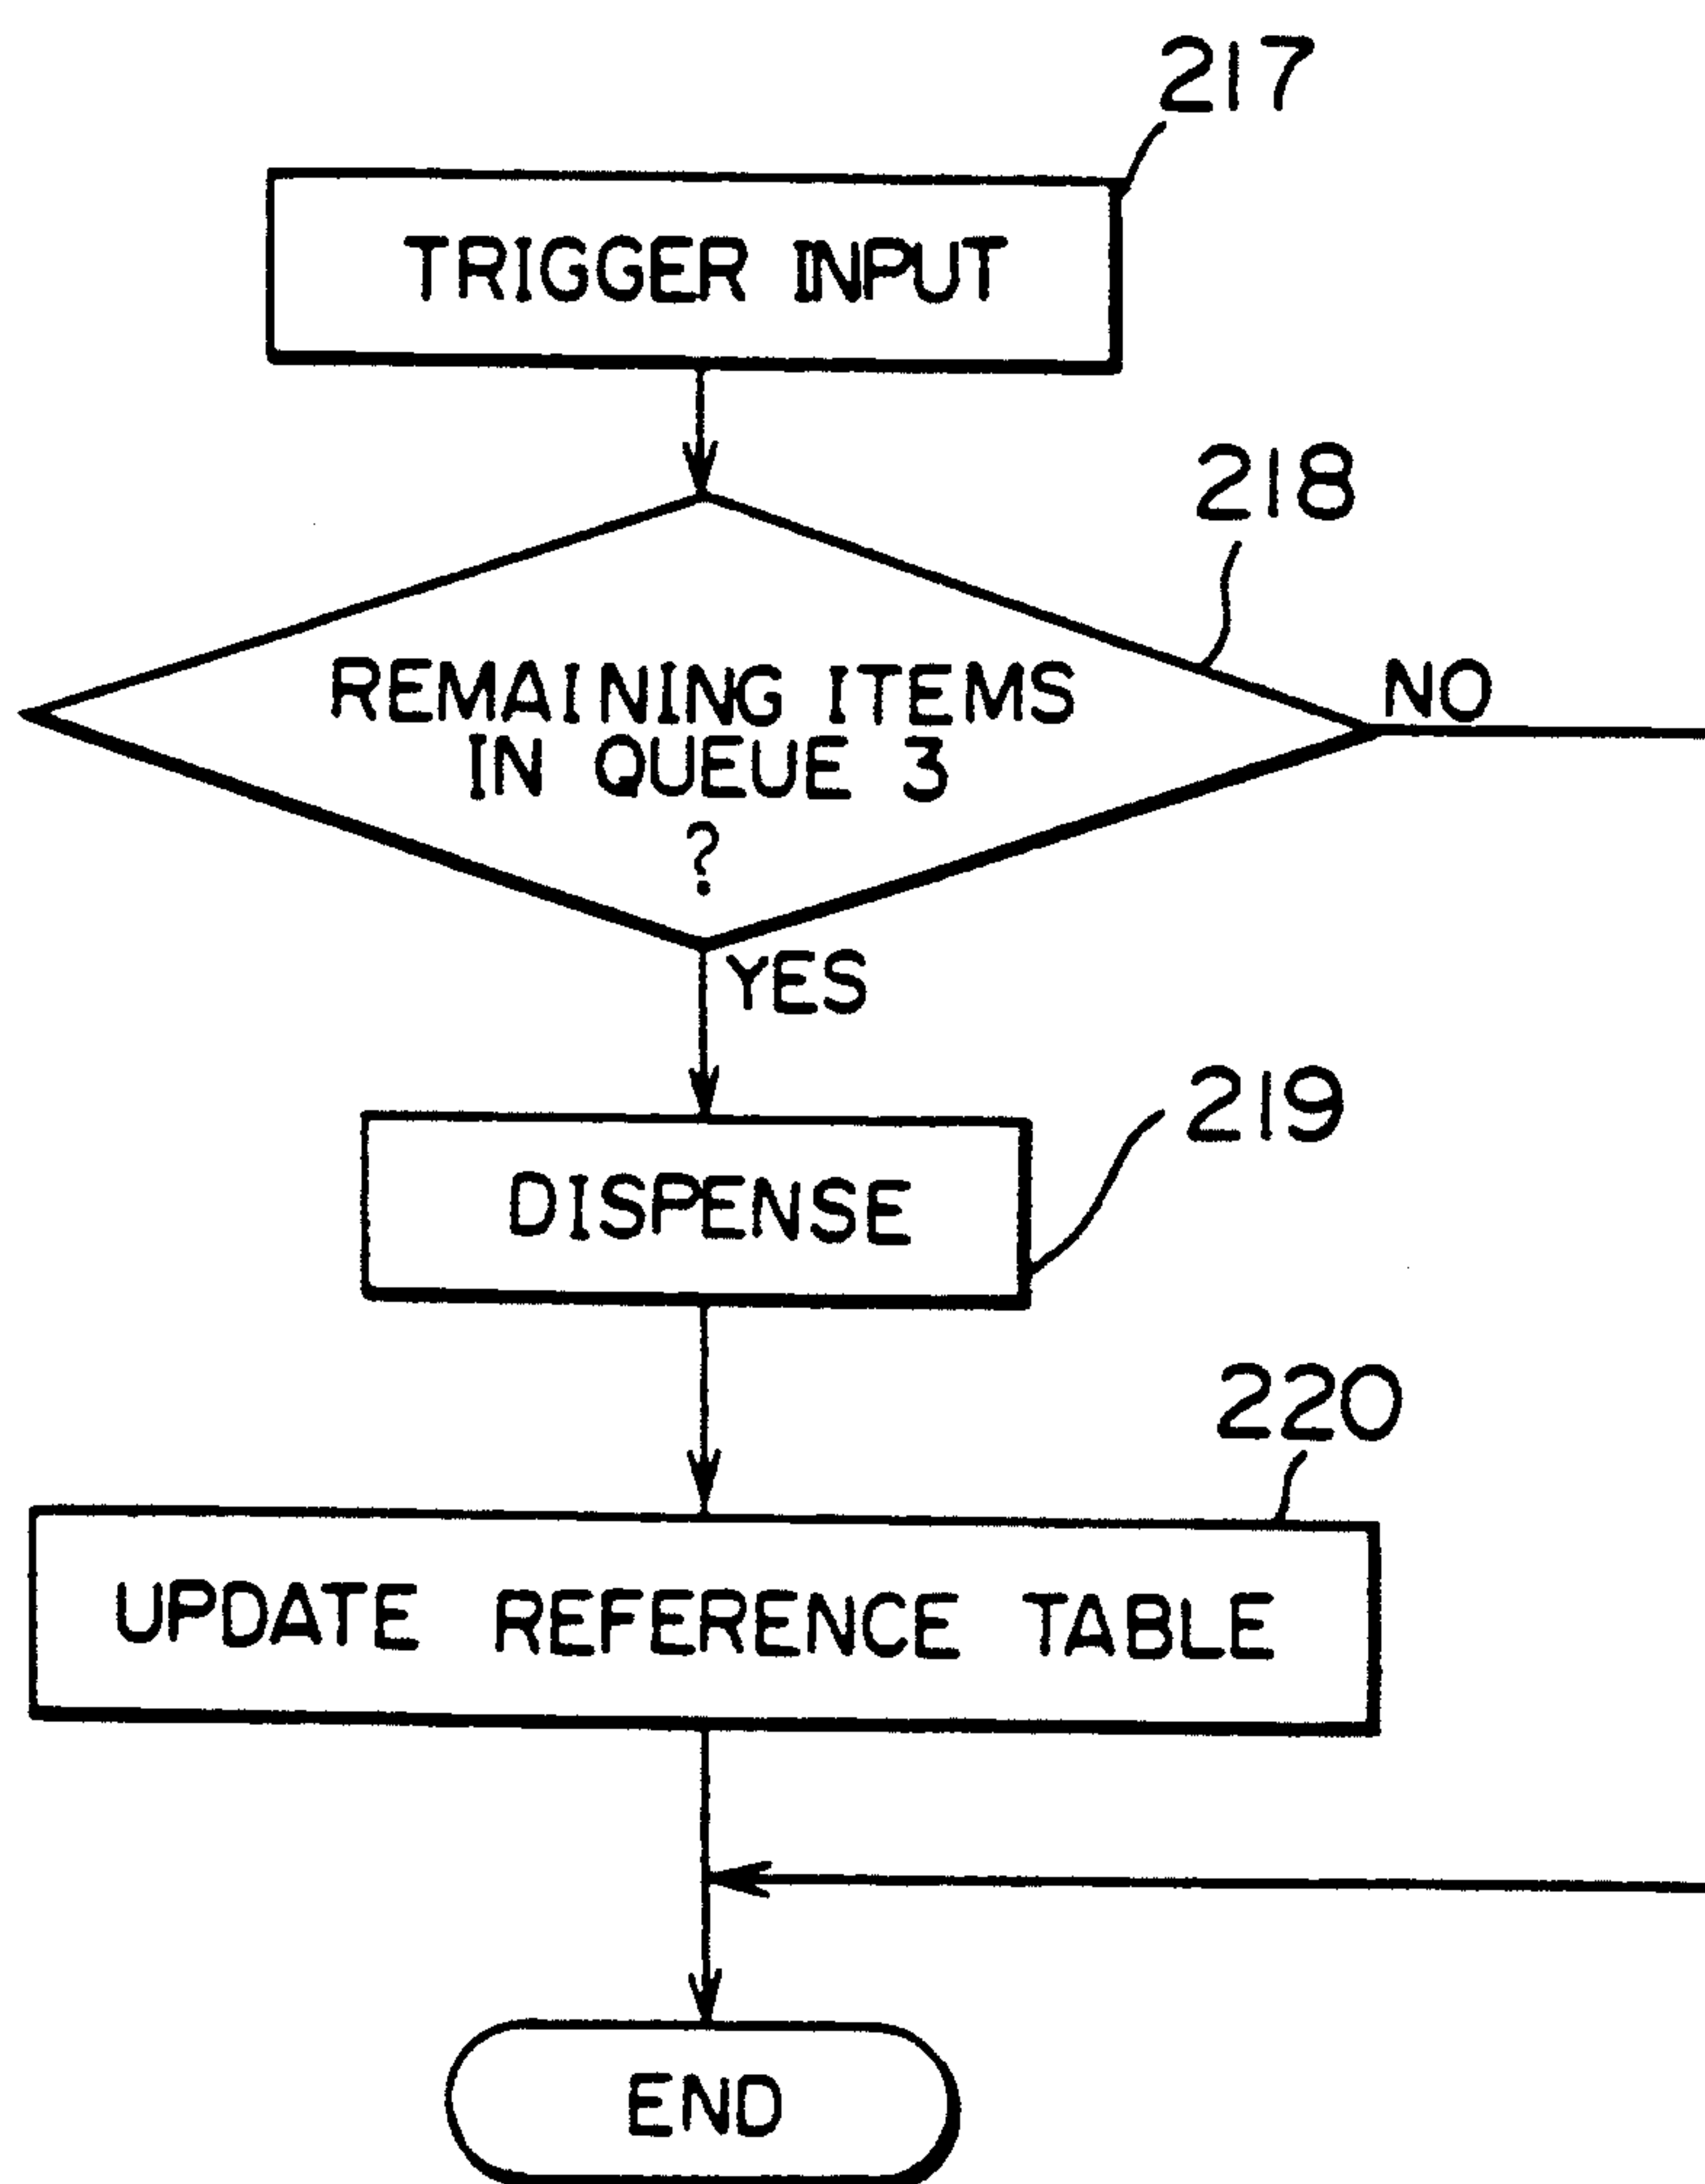 217
TRIGGER INPUT
218
REMAINING ITEMS
IN QUEUE 3
?
NO
YES
219
DISPENSE
220
UPDATE REFERENCE TABLE
END